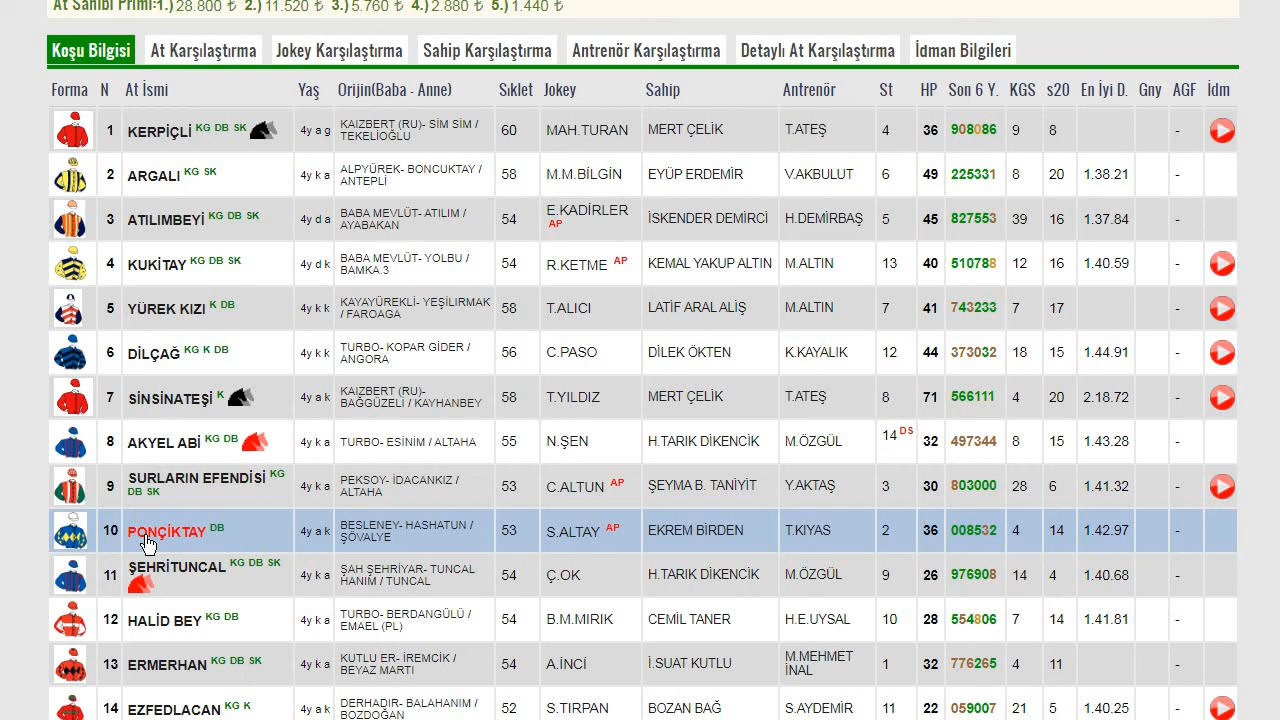 At Sahibi Primi:1.) 28.800 ₺ 2.) 11.520 ₺ 3.) 5.760 ₺ 4.) 2.880 ₺ 5.) 1.440 ₺
Koşu Bilgisi At Karşılaştırma Jokey Karşılaştırma Sahip Karşılaştırma Antrenör Karşılaştırma Detaylı At Karşılaştırma İdman Bilgileri
Forma N At İsmi Yaş Orijin(Baba - Anne) Sıklet Jokey Sahip Antrenör St HP Son 6 Y. KGS s20 En İyi D. Gny AGF İdm
1 KERPİÇLİ KG DB SK 4y a g KAIZBERT (RU)- SİM SİM / TEKELİOĞLU 60 MAH.TURAN MERT ÇELİK T.ATEŞ 4 36 908086 9 8 -
2 ARGALI KG SK 4y k a ALPYÜREK- BONCUKTAY / ANTEPLİ 58 M.M.BİLGİN EYÜP ERDEMİR V.AKBULUT 6 49 225331 8 20 1.38.21 -
3 ATILIMBEYİ KG DB SK 4y d a BABA MEVLÜT- ATILIM / AYABAKAN 54 E.KADİRLER AP İSKENDER DEMİRCİ H.DEMİRBAŞ 5 45 827553 39 16 1.37.84 -
4 KUKİTAY KG DB SK 4y d k BABA MEVLÜT- YOLBU / BAMKA.3 54 R.KETME AP KEMAL YAKUP ALTIN M.ALTIN 13 40 510788 12 16 1.40.59 -
5 YÜREK KIZI K DB 4y k k KAYAYÜREKLİ- YEŞİLIRMAK / FAROAGA 58 T.ALICI LATİF ARAL ALİŞ M.ALTIN 7 41 743233 7 17 -
6 DİLÇAĞ KG K DB 4y k k TURBO- KOPAR GİDER / ANGORA 56 C.PASO DİLEK ÖKTEN K.KAYALIK 12 44 373032 18 15 1.44.91 -
7 SİNSİNATEŞİ K 4y a k KAIZBERT (RU)- BAĞGÜZELİ / KAYHANBEY 58 T.YILDIZ MERT ÇELİK T.ATEŞ 8 71 566111 4 20 2.18.72 -
8 AKYEL ABİ KG DB 4y k a TURBO- ESİNİM / ALTAHA 55 N.ŞEN H.TARIK DİKENCİK M.ÖZGÜL 14 DS 32 497344 8 15 1.43.28 -
9 SURLARIN EFENDİSİ KG DB SK 4y k a PEKSOY- İDACANKIZ / ALTAHA 53 C.ALTUN AP ŞEYMA B. TANİYİT Y.AKTAŞ 3 30 803000 28 6 1.41.32 -
10 PONÇİKTAY DB 4y a k BESLENEY- HASHATUN / ŞÖVALYE 53 S.ALTAY AP EKREM BİRDEN T.KIYAS 2 36 008532 4 14 1.42.97 -
11 ŞEHRİTUNCAL KG DB SK 4y k a ŞAH ŞEHRİYAR- TUNCAL HANIM / TUNCAL 54 Ç.OK H.TARIK DİKENCİK M.ÖZGÜL 9 26 976908 14 4 1.40.68 -
12 HALİD BEY KG DB 4y k a TURBO- BERDANGÜLÜ / EMAEL (PL) 54 B.M.MIRIK CEMİL TANER H.E.UYSAL 10 28 554806 7 14 1.41.81 -
13 ERMERHAN KG DB SK 4y k a KUTLU ER- İREMCİK / BEYAZ MARTI 54 A.İNCİ İ.SUAT KUTLU M.MEHMET İNAL 1 32 776265 4 11 -
14 EZFEDLACAN KG K 4y a k DERHADIR- BALAHANIM / BOZDOĞAN 52 S.TIRPAN BOZAN BAĞ S.AYDEMİR 11 22 059007 21 5 1.40.25 -